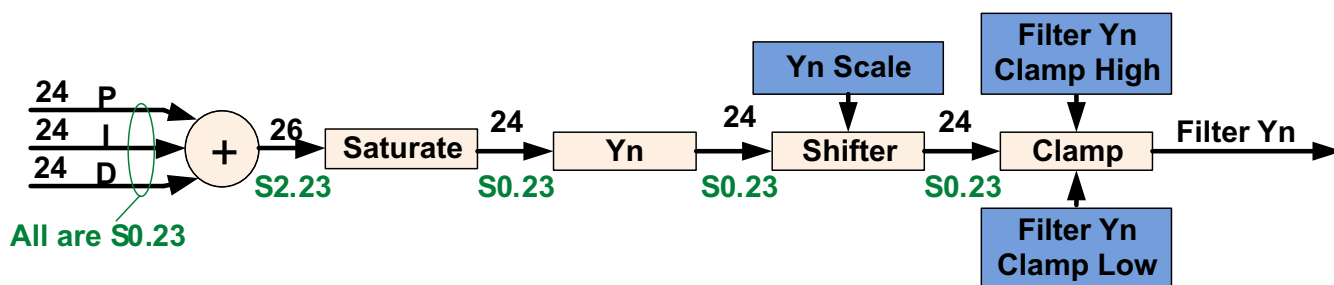 24 P
24 I
24 D
All are S0.23
+
26
S2.23
Saturate
24
S0.23
Yn
24
S0.23
Yn Scale
Shifter
24
S0.23
Filter Yn
Clamp High
Clamp
Filter Yn
Clamp Low
Filter Yn